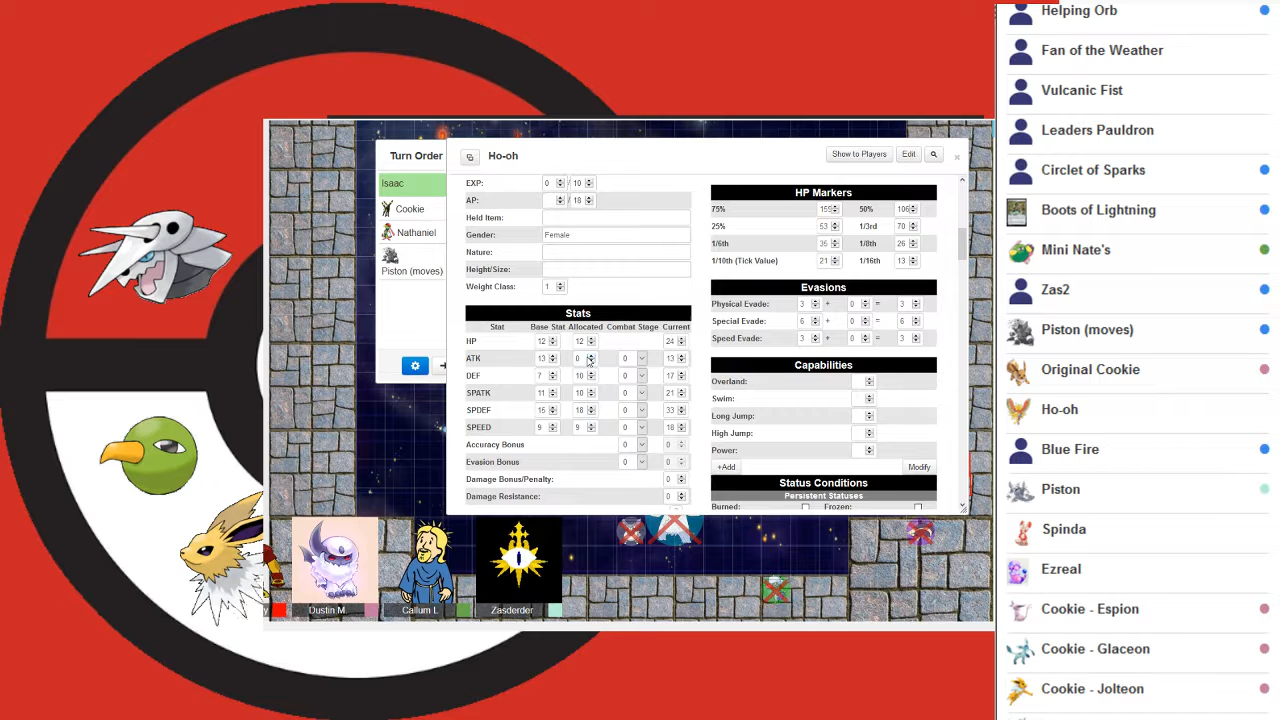 Turn Order
Isaac
Cookie
Nathaniel
Piston (moves)
Ho-oh
Show to Players
Edit
EXP: 0 / 10
AP: / 18
Held Item:
Gender: Female
Nature:
Height/Size:
Weight Class: 1
Stats
Stat Base Stat Allocated Combat Stage Current
HP 12 12 24
ATK 13 0 0 13
DEF 7 10 0 17
SPATK 11 10 0 21
SPDEF 15 18 0 33
SPEED 9 9 0 18
Accuracy Bonus 0 0
Evasion Bonus 0 0
Damage Bonus/Penalty: 0
Damage Resistance: 0
HP Markers
75% 159 50% 106
25% 53 1/3rd 70
1/6th 35 1/8th 26
1/10th (Tick Value) 21 1/16th 13
Evasions
Physical Evade: 3 + 0 = 3
Special Evade: 6 + 0 = 6
Speed Evade: 3 + 0 = 3
Capabilities
Overland:
Swim:
Long Jump:
High Jump:
Power:
+Add Modify
Status Conditions
Persistent Statuses
Burned: Frozen:
Dustin M.
Callum L
Zasderder
Helping Orb
Fan of the Weather
Vulcanic Fist
Leaders Pauldron
Circlet of Sparks
Boots of Lightning
Mini Nate's
Zas2
Piston (moves)
Original Cookie
Ho-oh
Blue Fire
Piston
Spinda
Ezreal
Cookie - Espion
Cookie - Glaceon
Cookie - Jolteon